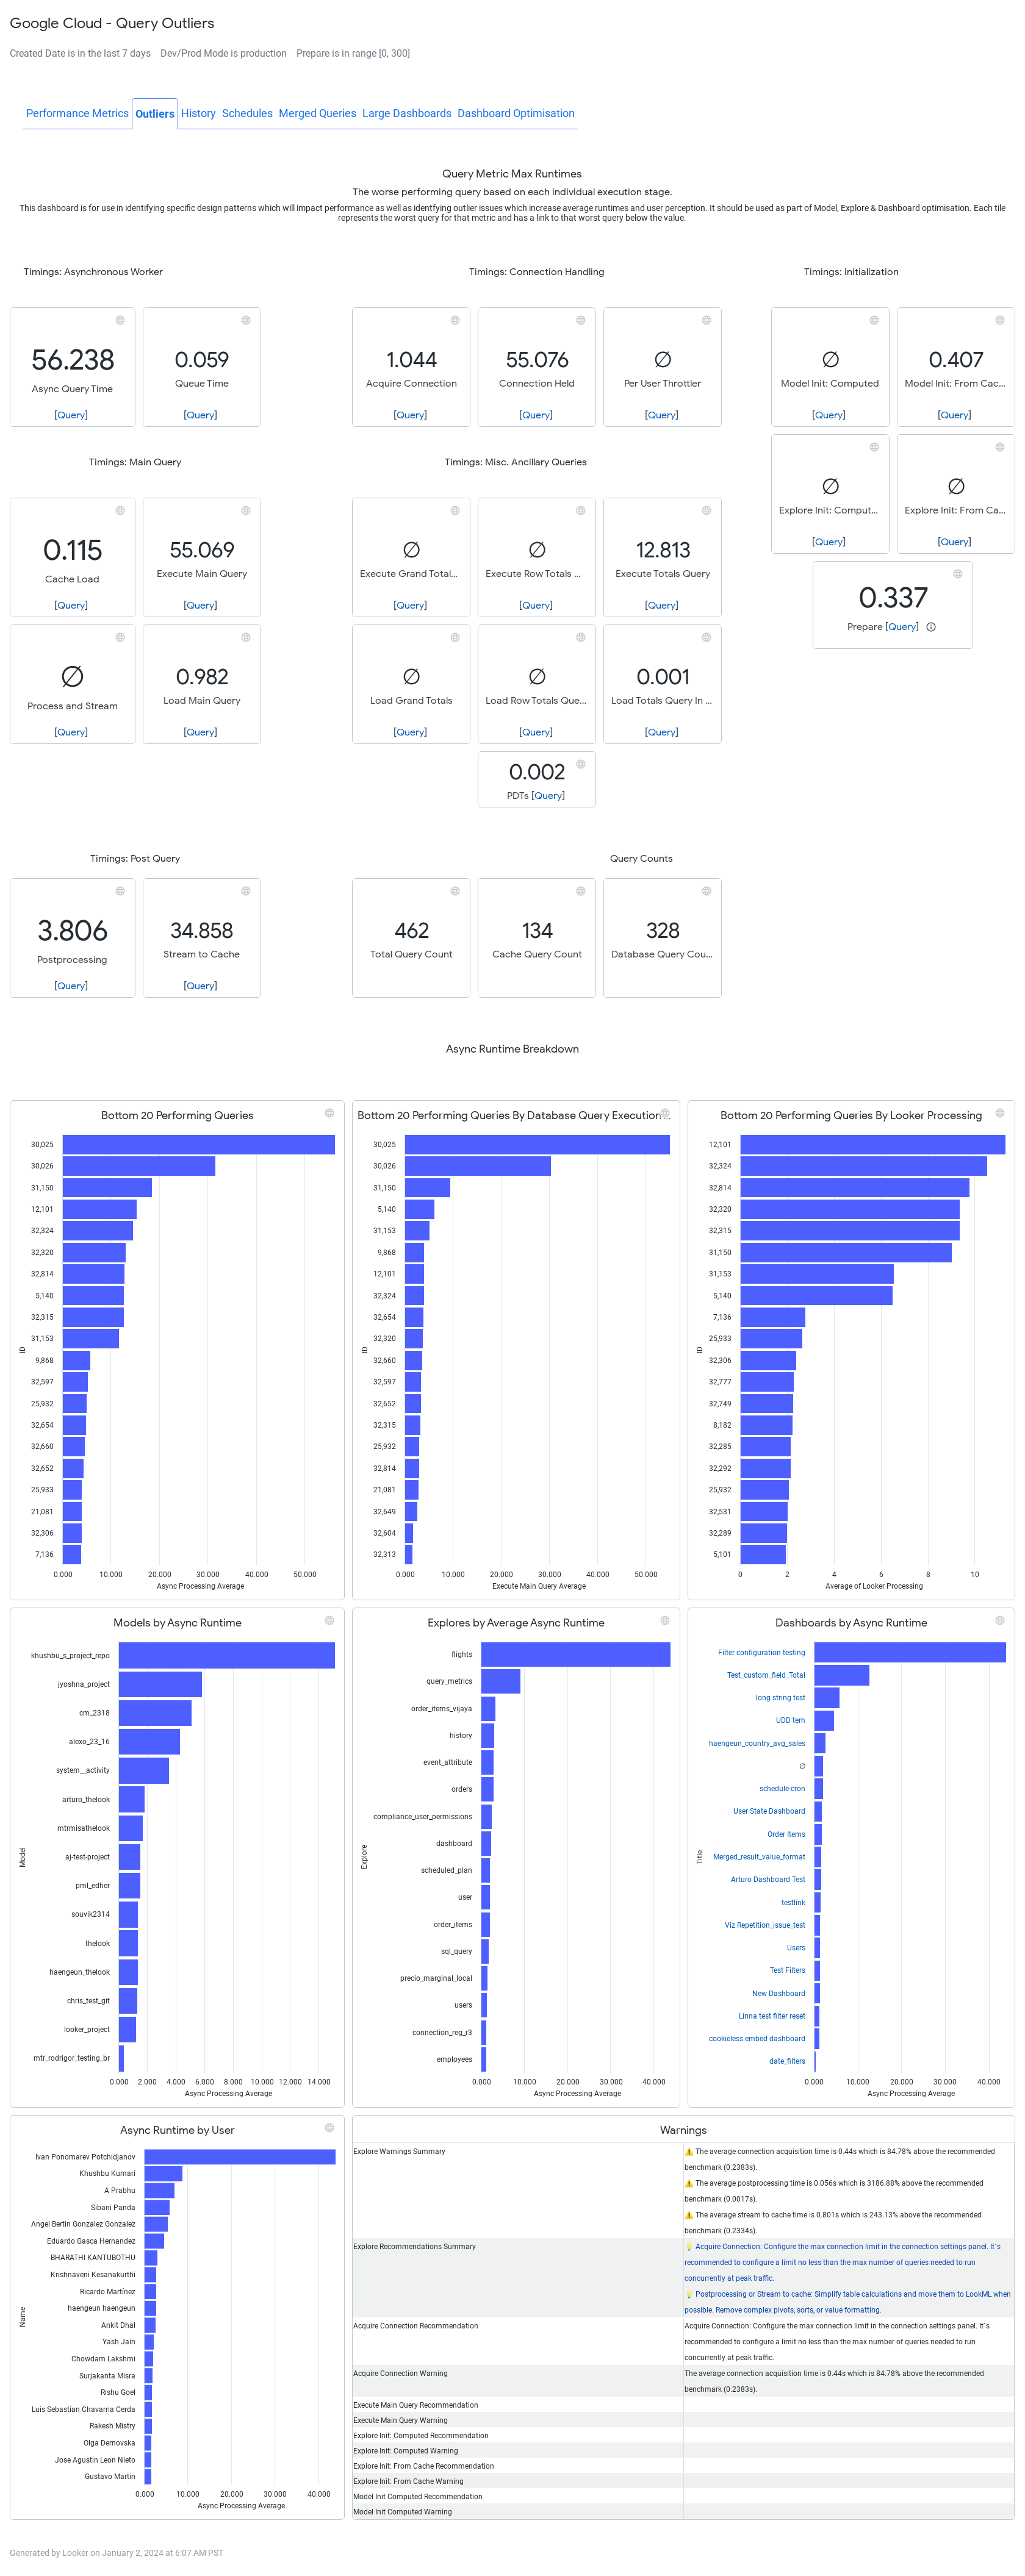 Google Cloud - Query Outliers
Created Date is in the last 7 days Dev/Prod Mode is production Prepare is in range [0, 300]
Performance Metrics Outliers History Schedules Merged Queries Large Dashboards Dashboard Optimisation
Query Metric Max Runtimes
The worse performing query based on each individual execution stage.
This dashboard is for use in identifying specific design patterns which will impact performance as well as identfying outlier issues which increase average runtimes and user perception. It should be used as part of Model, Explore & Dashboard optimisation. Each tile
represents the worst query for that metric and has a link to that worst query below the value.
Timings: Asynchronous Worker
56.238
Async Query Time
[Query]
0.059
Queue Time
[Query]
Timings: Connection Handling
1.044
Acquire Connection
[Query]
55.076
Connection Held
[Query]
∅
Per User Throttler
[Query]
Timings: Initialization
∅
Model Init: Computed
[Query]
0.407
Model Init: From Cac...
[Query]
∅
Explore Init: Comput...
[Query]
∅
Explore Init: From Ca...
[Query]
0.337
Prepare [Query]
Timings: Main Query
0.115
Cache Load
[Query]
55.069
Execute Main Query
[Query]
∅
Process and Stream
[Query]
0.982
Load Main Query
[Query]
Timings: Misc. Ancillary Queries
∅
Execute Grand Total...
[Query]
∅
Execute Row Totals ...
[Query]
12.813
Execute Totals Query
[Query]
∅
Load Grand Totals
[Query]
∅
Load Row Totals Que...
[Query]
0.001
Load Totals Query In ...
[Query]
0.002
PDTs [Query]
Timings: Post Query
3.806
Postprocessing
[Query]
34.858
Stream to Cache
[Query]
Query Counts
462
Total Query Count
134
Cache Query Count
328
Database Query Cou...
Async Runtime Breakdown
Bottom 20 Performing Queries
ID
30,025
30,026
31,150
12,101
32,324
32,320
32,814
5,140
32,315
31,153
9,868
32,597
25,932
32,654
32,660
32,652
25,933
21,081
32,306
7,136
0.000 10.000 20.000 30.000 40.000 50.000
Async Processing Average
Bottom 20 Performing Queries By Database Query Execution...
ID
30,025
30,026
31,150
5,140
31,153
9,868
12,101
32,324
32,654
32,320
32,660
32,597
32,652
32,315
25,932
32,814
21,081
32,649
32,604
32,313
0.000 10.000 20.000 30.000 40.000 50.000
Execute Main Query Average
Bottom 20 Performing Queries By Looker Processing
ID
12,101
32,324
32,814
32,320
32,315
31,150
31,153
5,140
7,136
25,933
32,306
32,777
32,749
8,182
32,285
32,292
25,932
32,531
32,289
5,101
0 2 4 6 8 10
Average of Looker Processing
Models by Async Runtime
Model
khushbu_s_project_repo
jyoshna_project
cm_2318
alexo_23_16
system__activity
arturo_thelook
mtrmisathelook
aj-test-project
pml_edher
souvik2314
thelook
haengeun_thelook
chris_test_git
looker_project
mtr_rodrigor_testing_br
0.000 2.000 4.000 6.000 8.000 10.000 12.000 14.000
Async Processing Average
Explores by Average Async Runtime
Explore
flights
query_metrics
order_items_vijaya
history
event_attribute
orders
compliance_user_permissions
dashboard
scheduled_plan
user
order_items
sql_query
precio_marginal_local
users
connection_reg_r3
employees
0.000 10.000 20.000 30.000 40.000
Async Processing Average
Dashboards by Async Runtime
Title
Filter configuration testing
Test_custom_field_Total
long string test
UDD tem
haengeun_country_avg_sales
∅
schedule-cron
User State Dashboard
Order Items
Merged_result_value_format
Arturo Dashboard Test
testlink
Viz Repetition_issue_test
Users
Test Filters
New Dashboard
Linna test filter reset
cookieless embed dashboard
date_filters
0.000 10.000 20.000 30.000 40.000
Async Processing Average
Async Runtime by User
Name
Ivan Ponomarev Potchidjanov
Khushbu Kumari
A Prabhu
Sibani Panda
Angel Bertin Gonzalez Gonzalez
Eduardo Gasca Hernandez
BHARATHI KANTUBOTHU
Krishnaveni Kesanakurthi
Ricardo Martínez
haengeun haengeun
Ankit Dhal
Yash Jain
Chowdam Lakshmi
Surjakanta Misra
Rishu Goel
Luis Sebastian Chavarria Cerda
Rakesh Mistry
Olga Dernovska
Jose Agustin Leon Nieto
Gustavo Martin
0.000 10.000 20.000 30.000 40.000
Async Processing Average
Warnings
Explore Warnings Summary
⚠️ The average connection acquisition time is 0.44s which is 84.78% above the recommended
benchmark (0.2383s).
⚠️ The average postprocessing time is 0.056s which is 3186.88% above the recommended
benchmark (0.0017s).
⚠️ The average stream to cache time is 0.801s which is 243.13% above the recommended
benchmark (0.2334s).
Explore Recommendations Summary
💡 Acquire Connection: Configure the max connection limit in the connection settings panel. It`s
recommended to configure a limit no less than the max number of queries needed to run
concurrently at peak traffic.
💡 Postprocessing or Stream to cache: Simplify table calculations and move them to LookML when
possible. Remove complex pivots, sorts, or value formatting.
Acquire Connection Recommendation
Acquire Connection: Configure the max connection limit in the connection settings panel. It`s
recommended to configure a limit no less than the max number of queries needed to run
concurrently at peak traffic.
Acquire Connection Warning
The average connection acquisition time is 0.44s which is 84.78% above the recommended
benchmark (0.2383s).
Execute Main Query Recommendation
Execute Main Query Warning
Explore Init: Computed Recommendation
Explore Init: Computed Warning
Explore Init: From Cache Recommendation
Explore Init: From Cache Warning
Model Init Computed Recommendation
Model Init Computed Warning
Generated by Looker on January 2, 2024 at 6:07 AM PST